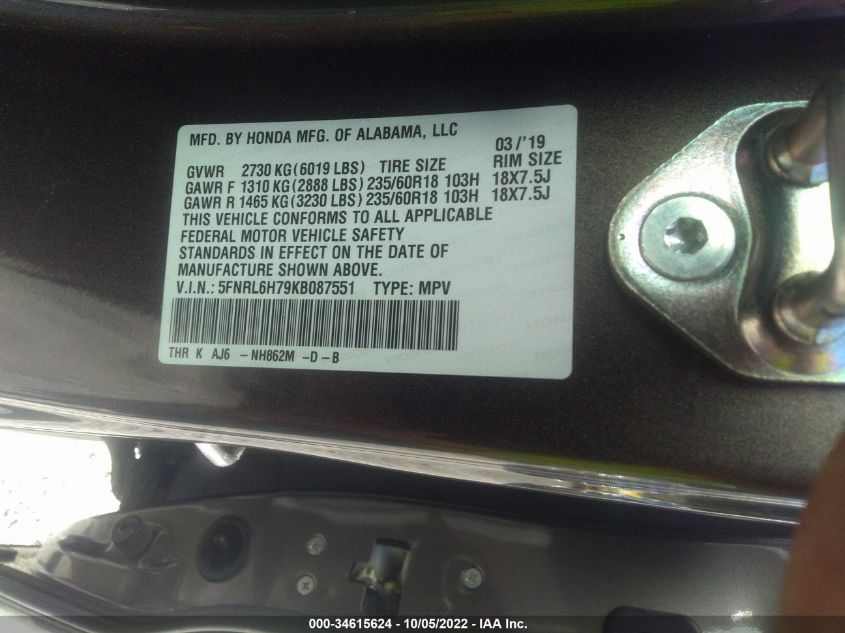 MFD. BY HONDA MFG. OF ALABAMA, LLC
03/'19
GVWR 2730 KG(6019 LBS) TIRE SIZE RIM SIZE
GAWR F 1310 KG(2888 LBS) 235/60R18 103H 18X7.5J
GAWR R 1465 KG(3230 LBS) 235/60R18 103H 18X7.5J
THIS VEHICLE CONFORMS TO ALL APPLICABLE
FEDERAL MOTOR VEHICLE SAFETY
STANDARDS IN EFFECT ON THE DATE OF
MANUFACTURE SHOWN ABOVE.
V.I.N.: 5FNRL6H79KB087551 TYPE: MPV
THR K AJ6 -NH862M -D-B
000-34615624 - 10/05/2022 - IAA Inc.